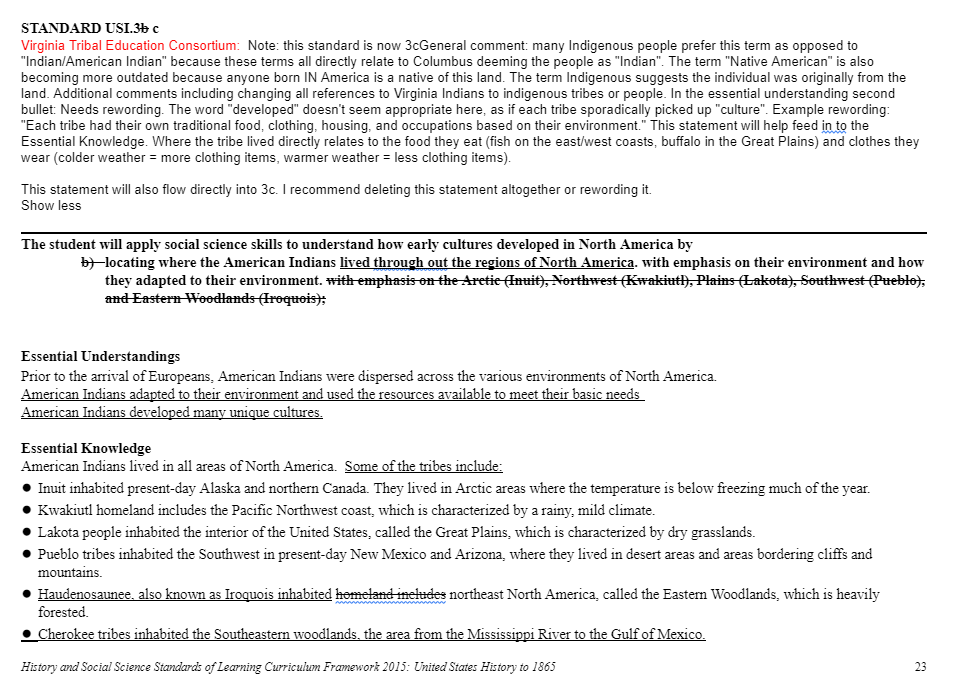 STANDARD USI.3b c
Virginia Tribal Education Consortium:  Note: this standard is now 3cGeneral comment: many Indigenous people prefer this term as opposed to
"Indian/American Indian" because these terms all directly relate to Columbus deeming the people as "Indian". The term "Native American" is also
becoming more outdated because anyone born IN America is a native of this land. The term Indigenous suggests the individual was originally from the
land. Additional comments including changing all references to Virginia Indians to indigenous tribes or people. In the essential understanding second
bullet: Needs rewording. The word "developed" doesn't seem appropriate here, as if each tribe sporadically picked up "culture". Example rewording:
"Each tribe had their own traditional food, clothing, housing, and occupations based on their environment." This statement will help feed in to the
Essential Knowledge. Where the tribe lived directly relates to the food they eat (fish on the east/west coasts, buffalo in the Great Plains) and clothes they
wear (colder weather = more clothing items, warmer weather = less clothing items).
This statement will also flow directly into 3c. I recommend deleting this statement altogether or rewording it.
Show less
The student will apply social science skills to understand how early cultures developed in North America by
b) locating where the American Indians lived through out the regions of North America. with emphasis on their environment and how
they adapted to their environment. with emphasis on the Arctic (Inuit), Northwest (Kwakiutl), Plains (Lakota), Southwest (Pueblo),
and Eastern Woodlands (Iroquois);
Essential Understandings
Prior to the arrival of Europeans, American Indians were dispersed across the various environments of North America.
American Indians adapted to their environment and used the resources available to meet their basic needs
American Indians developed many unique cultures.
Essential Knowledge
American Indians lived in all areas of North America.  Some of the tribes include:
● Inuit inhabited present-day Alaska and northern Canada. They lived in Arctic areas where the temperature is below freezing much of the year.
● Kwakiutl homeland includes the Pacific Northwest coast, which is characterized by a rainy, mild climate.
● Lakota people inhabited the interior of the United States, called the Great Plains, which is characterized by dry grasslands.
● Pueblo tribes inhabited the Southwest in present-day New Mexico and Arizona, where they lived in desert areas and areas bordering cliffs and
mountains.
● Haudenosaunee, also known as Iroquois inhabited homeland includes northeast North America, called the Eastern Woodlands, which is heavily
forested.
● Cherokee tribes inhabited the Southeastern woodlands, the area from the Mississippi River to the Gulf of Mexico.
History and Social Science Standards of Learning Curriculum Framework 2015: United States History to 1865 23